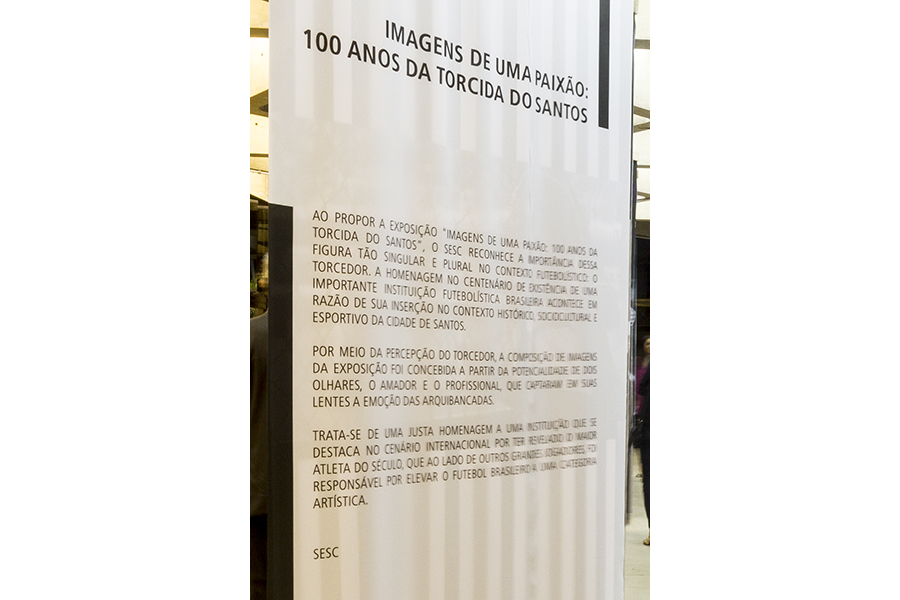 IMAGENS DE UMA PAIXÃO:
100 ANOS DA TORCIDA DO SANTOS
AO PROPOR A EXPOSIÇÃO "IMAGENS DE UMA PAIXÃO: 100 ANOS DA
TORCIDA DO SANTOS", O SESC RECONHECE A IMPORTÂNCIA DESSA
FIGURA TÃO SINGULAR E PLURAL NO CONTEXTO FUTEBOLÍSTICO: O
TORCEDOR. A HOMENAGEM NO CENTENÁRIO DE EXISTÊNCIA DE UMA
IMPORTANTE INSTITUIÇÃO FUTEBOLÍSTICA BRASILEIRA ACONTECE EM
RAZÃO DE SUA INSERÇÃO NO CONTEXTO HISTÓRICO, SOCIOCULTURAL E
ESPORTIVO DA CIDADE DE SANTOS.
POR MEIO DA PERCEPÇÃO DO TORCEDOR, A COMPOSIÇÃO DE IMAGENS
DA EXPOSIÇÃO FOI CONCEBIDA A PARTIR DA POTENCIALIDADE DE DOIS
OLHARES, O AMADOR E O PROFISSIONAL, QUE CAPTARAM EM SUAS
LENTES A EMOÇÃO DAS ARQUIBANCADAS.
TRATA-SE DE UMA JUSTA HOMENAGEM A UMA INSTITUIÇÃO QUE SE
DESTACA NO CENÁRIO INTERNACIONAL POR TER REVELADO O MAIOR
ATLETA DO SÉCULO, QUE AO LADO DE OUTROS GRANDES JOGADORES, FOI
RESPONSÁVEL POR ELEVAR O FUTEBOL BRASILEIRO A UMA CATEGORIA
ARTÍSTICA.
SESC